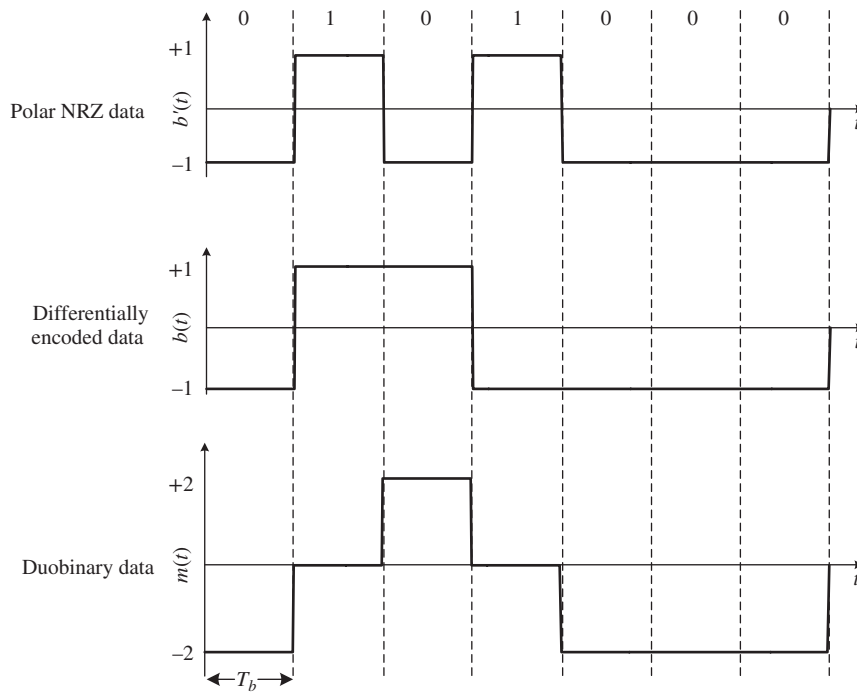 0 1 0 1 0 0 0
+1
Polar NRZ data
b'(t)
t
–1
+1
Differentially
encoded data
b(t)
t
–1
+2
Duobinary data
m(t)
t
–2
T_b